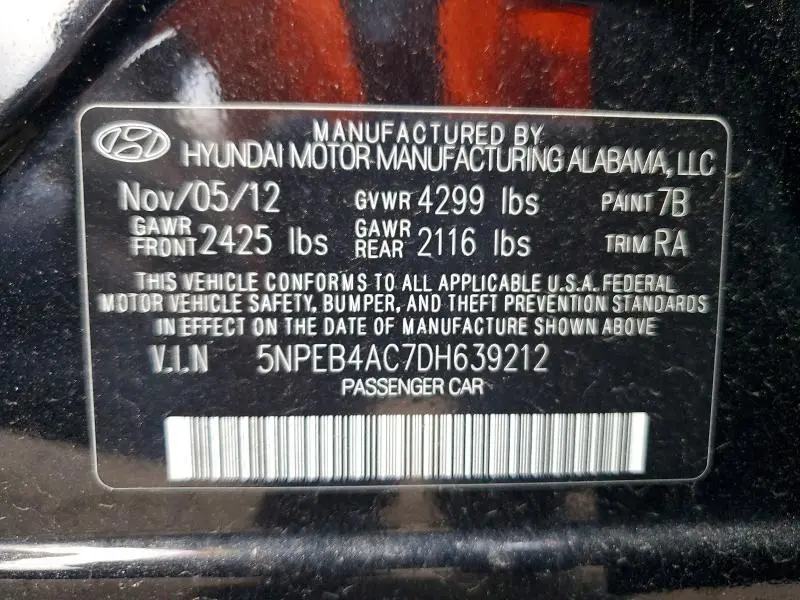 MANUFACTURED BY
HYUNDAI MOTOR MANUFACTURING ALABAMA, LLC
Nov/05/12 GVWR 4299 lbs PAINT 7B
GAWR FRONT 2425 lbs GAWR REAR 2116 lbs TRIM RA
THIS VEHICLE CONFORMS TO ALL APPLICABLE U.S.A. FEDERAL
MOTOR VEHICLE SAFETY, BUMPER, AND THEFT PREVENTION STANDARDS
IN EFFECT ON THE DATE OF MANUFACTURE SHOWN ABOVE
V.I.N 5NPEB4AC7DH639212
PASSENGER CAR